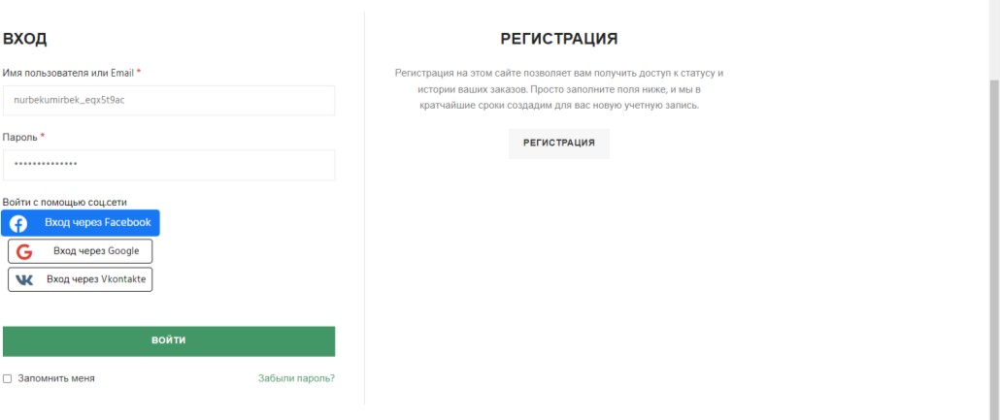 ВХОД
Имя пользователя или Email *
nurbekumirbek_eqx5t9ac
Пароль *
••••••••••••••
Войти с помощью соц.сети
Вход через Facebook
Вход через Google
Вход через Vkontakte
ВОЙТИ
Запомнить меня
Забыли пароль?
РЕГИСТРАЦИЯ
Регистрация на этом сайте позволяет вам получить доступ к статусу и
истории ваших заказов. Просто заполните поля ниже, и мы в
кратчайшие сроки создадим для вас новую учетную запись.
РЕГИСТРАЦИЯ